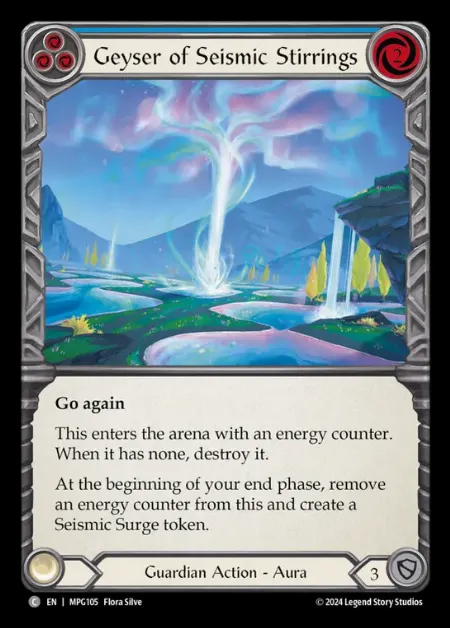 Geyser of Seismic Stirrings
2
Go again
This enters the arena with an energy counter.
When it has none, destroy it.
At the beginning of your end phase, remove
an energy counter from this and create a
Seismic Surge token.
Guardian Action - Aura
3
C EN | MPG105 Flora Silve
© 2024 Legend Story Studios